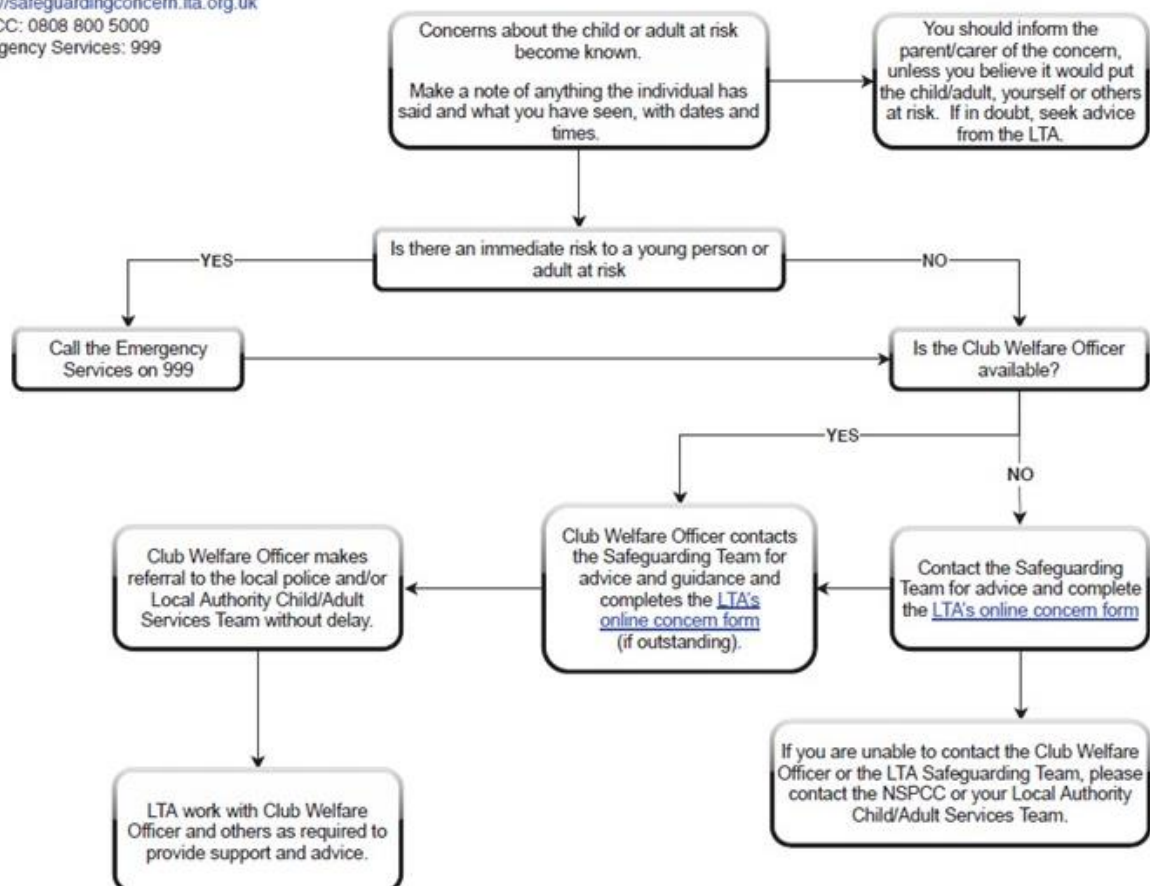 //safeguardingconcern.lta.org.uk
CC: 0808 800 5000
gency Services: 999
Concerns about the child or adult at risk
become known.
Make a note of anything the individual has
said and what you have seen, with dates and
times.
You should inform the
parent/carer of the concern,
unless you believe it would put
the child/adult, yourself or others
at risk. If in doubt, seek advice
from the LTA.
Is there an immediate risk to a young person or
adult at risk
YES
NO
Call the Emergency
Services on 999
Is the Club Welfare Officer
available?
YES
NO
Club Welfare Officer makes
referral to the local police and/or
Local Authority Child/Adult
Services Team without delay.
Club Welfare Officer contacts
the Safeguarding Team for
advice and guidance and
completes the LTA's
online concern form
(if outstanding).
Contact the Safeguarding
Team for advice and complete
the LTA's online concern form
If you are unable to contact the Club Welfare
Officer or the LTA Safeguarding Team, please
contact the NSPCC or your Local Authority
Child/Adult Services Team.
LTA work with Club Welfare
Officer and others as required to
provide support and advice.